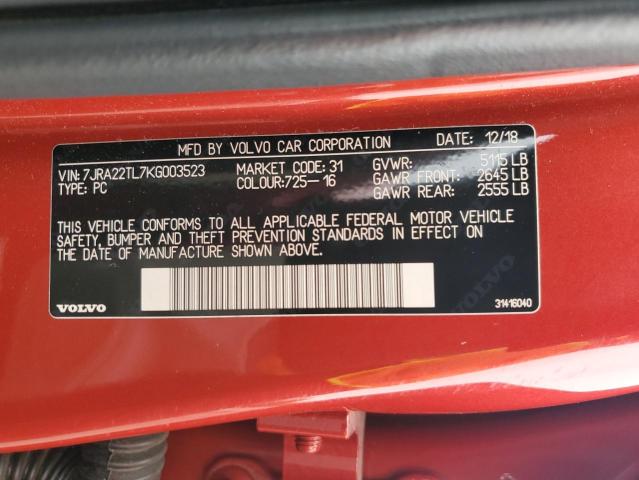 MFD BY VOLVO CAR CORPORATION DATE: 12/18
VIN: 7JRA22TL7KG003523 MARKET CODE: 31 GVWR: 5115 LB
TYPE: PC COLOUR: 725-16 GAWR FRONT: 2645 LB
GAWR REAR: 2555 LB
THIS VEHICLE CONFORMS TO ALL APPLICABLE FEDERAL MOTOR VEHICLE
SAFETY, BUMPER AND THEFT PREVENTION STANDARDS IN EFFECT ON
THE DATE OF MANUFACTURE SHOWN ABOVE.
VOLVO 31416040